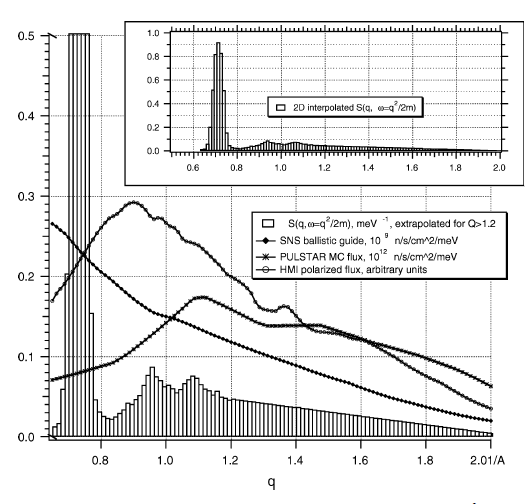 0.5
0.4
0.3
0.2
0.1
0.0
1.0
0.8
0.6
0.4
0.2
0.0
2D interpolated S(q, ω=q²/2m)
0.6 0.8 1.0 1.2 1.4 1.6 1.8 2.0
S(q,ω=q²/2m), meV⁻¹, extrapolated for Q>1.2
SNS ballistic guide, 10⁹ n/s/cm^2/meV
PULSTAR MC flux, 10¹² n/s/cm^2/meV
HMI polarized flux, arbitrary units
0.8 1.0 1.2 1.4 1.6 1.8 2.01/A
q